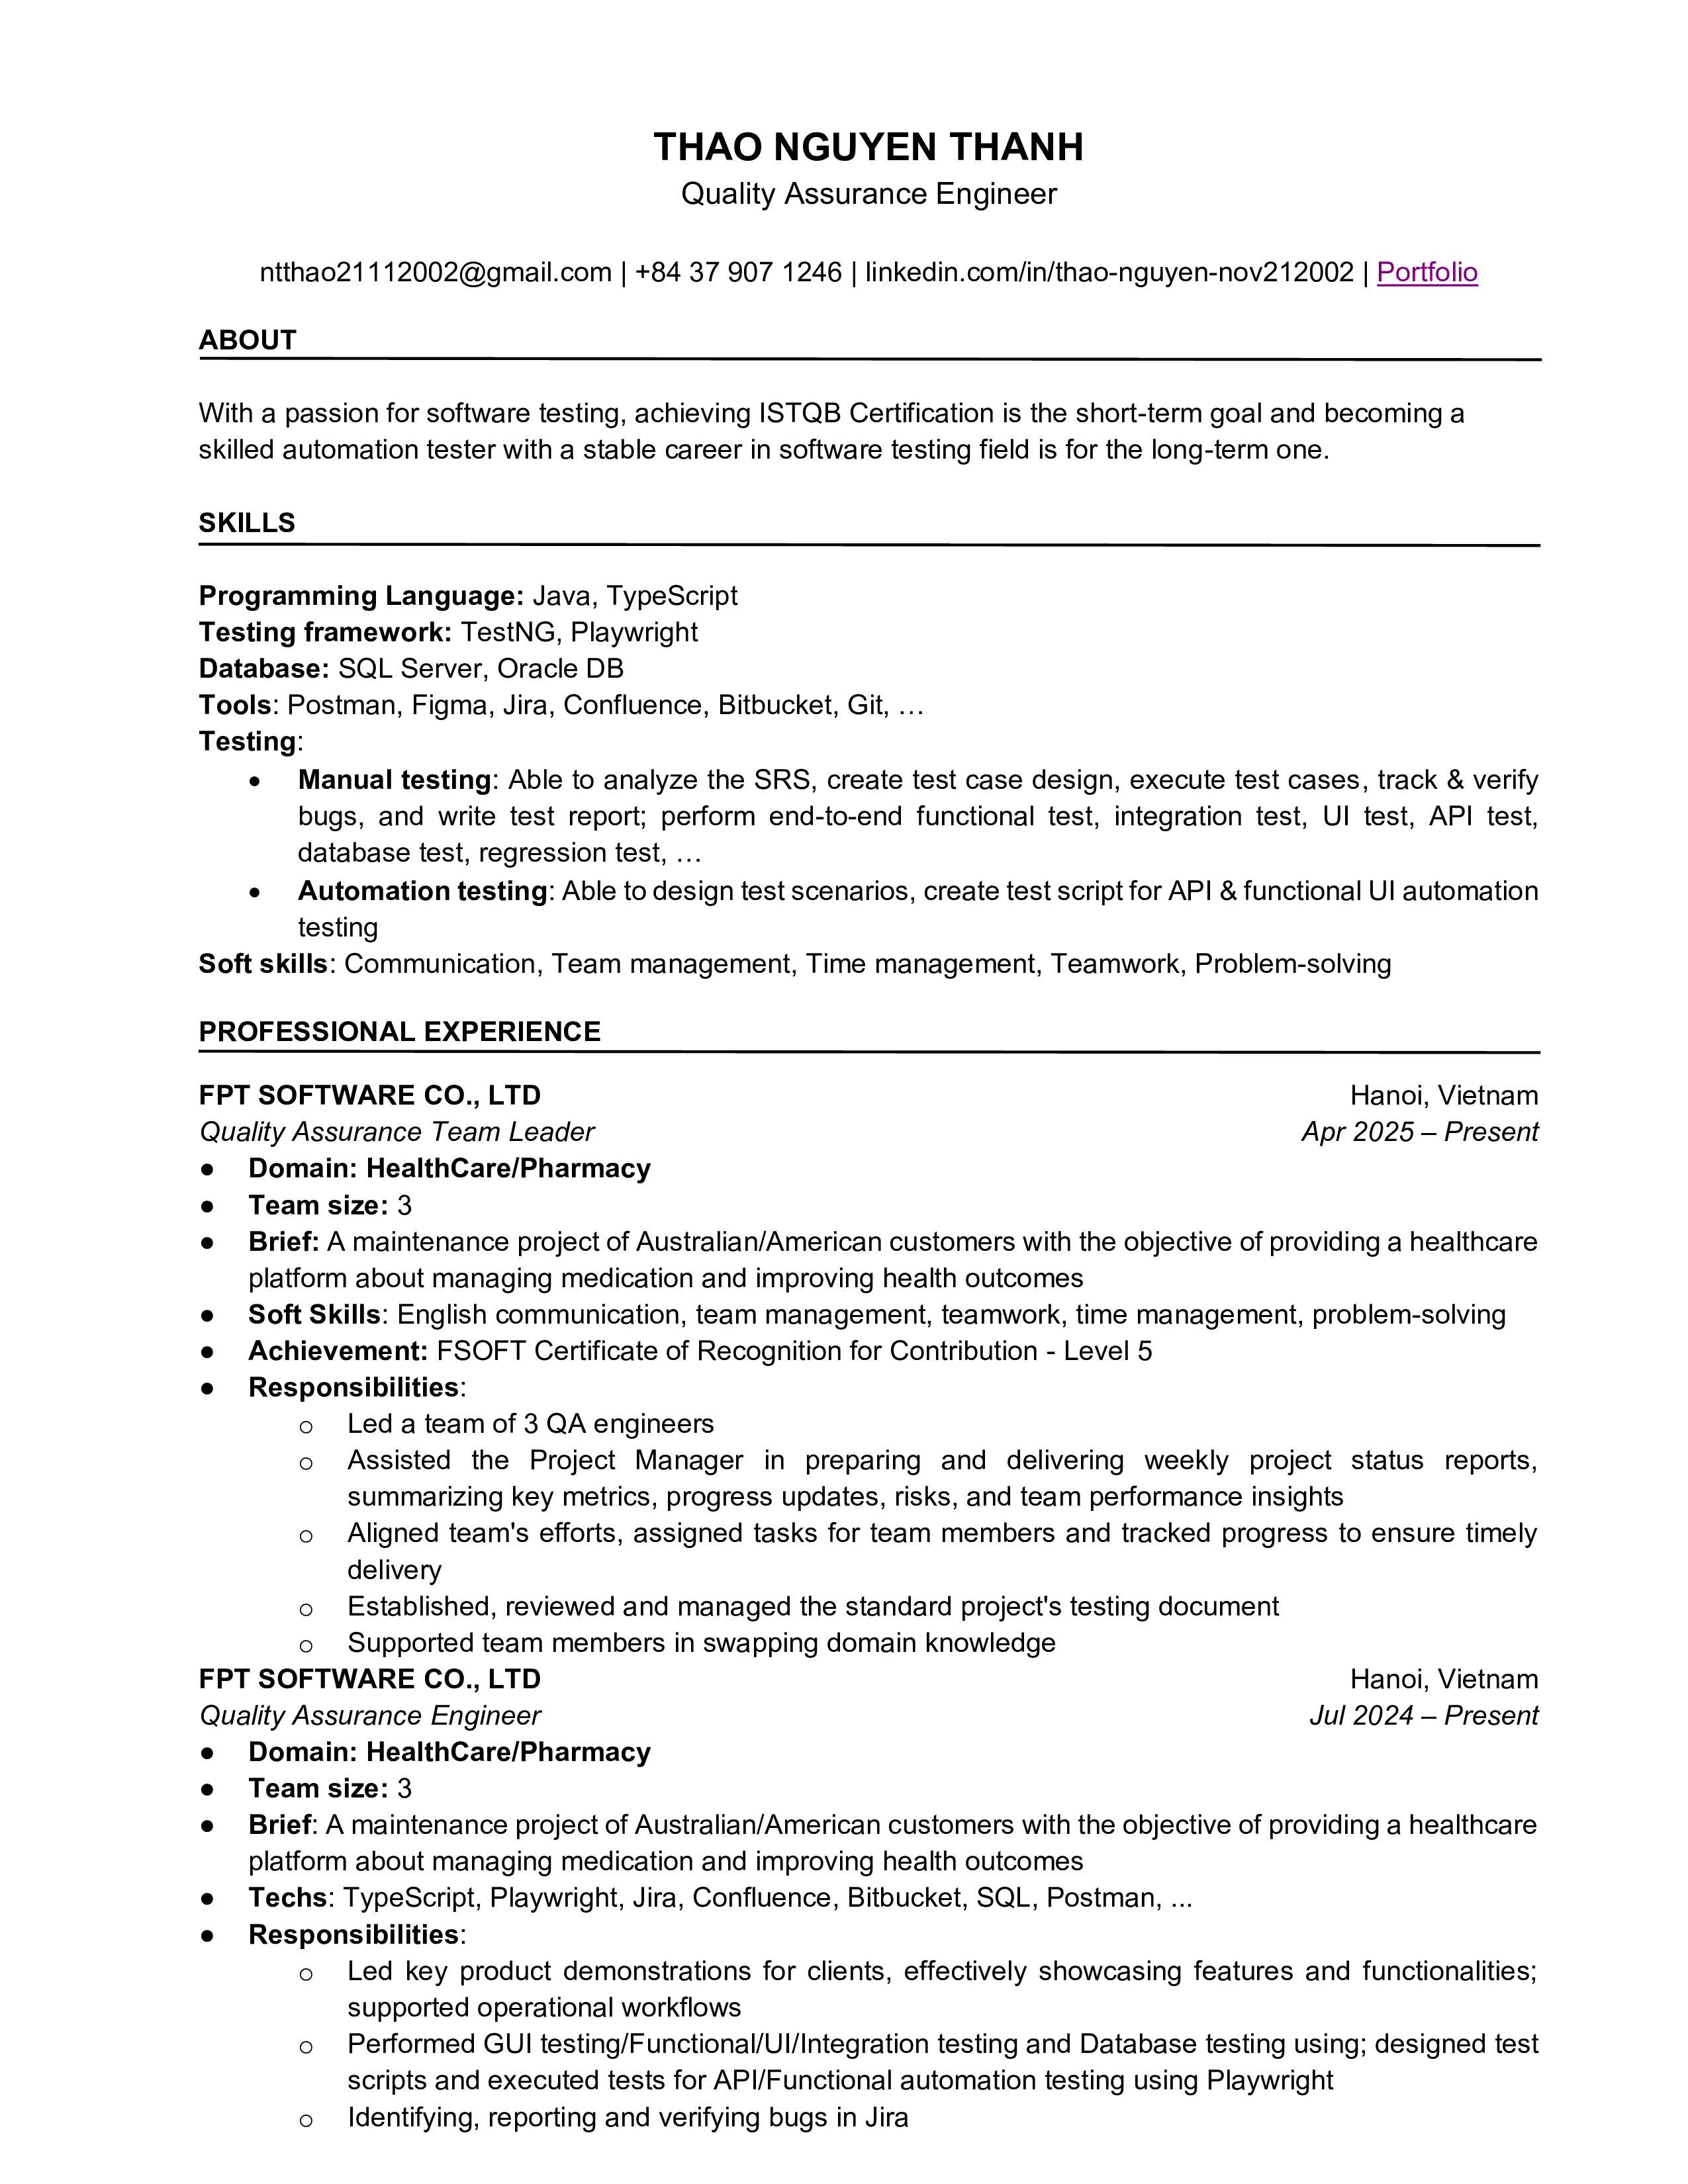 THAO NGUYEN THANH
Quality Assurance Engineer
ntthao21112002@gmail.com | +84 37 907 1246 | linkedin.com/in/thao-nguyen-nov212002 | Portfolio
ABOUT
With a passion for software testing, achieving ISTQB Certification is the short-term goal and becoming a
skilled automation tester with a stable career in software testing field is for the long-term one.
SKILLS
Programming Language: Java, TypeScript
Testing framework: TestNG, Playwright
Database: SQL Server, Oracle DB
Tools: Postman, Figma, Jira, Confluence, Bitbucket, Git, …
Testing:
• Manual testing: Able to analyze the SRS, create test case design, execute test cases, track & verify
bugs, and write test report; perform end-to-end functional test, integration test, UI test, API test,
database test, regression test, …
• Automation testing: Able to design test scenarios, create test script for API & functional UI automation
testing
Soft skills: Communication, Team management, Time management, Teamwork, Problem-solving
PROFESSIONAL EXPERIENCE
FPT SOFTWARE CO., LTD Hanoi, Vietnam
Quality Assurance Team Leader Apr 2025 – Present
● Domain: HealthCare/Pharmacy
● Team size: 3
● Brief: A maintenance project of Australian/American customers with the objective of providing a healthcare
platform about managing medication and improving health outcomes
● Soft Skills: English communication, team management, teamwork, time management, problem-solving
● Achievement: FSOFT Certificate of Recognition for Contribution - Level 5
● Responsibilities:
o Led a team of 3 QA engineers
o Assisted the Project Manager in preparing and delivering weekly project status reports,
summarizing key metrics, progress updates, risks, and team performance insights
o Aligned team's efforts, assigned tasks for team members and tracked progress to ensure timely
delivery
o Established, reviewed and managed the standard project's testing document
o Supported team members in swapping domain knowledge
FPT SOFTWARE CO., LTD Hanoi, Vietnam
Quality Assurance Engineer Jul 2024 – Present
● Domain: HealthCare/Pharmacy
● Team size: 3
● Brief: A maintenance project of Australian/American customers with the objective of providing a healthcare
platform about managing medication and improving health outcomes
● Techs: TypeScript, Playwright, Jira, Confluence, Bitbucket, SQL, Postman, ...
● Responsibilities:
o Led key product demonstrations for clients, effectively showcasing features and functionalities;
supported operational workflows
o Performed GUI testing/Functional/UI/Integration testing and Database testing using; designed test
scripts and executed tests for API/Functional automation testing using Playwright
o Identifying, reporting and verifying bugs in Jira